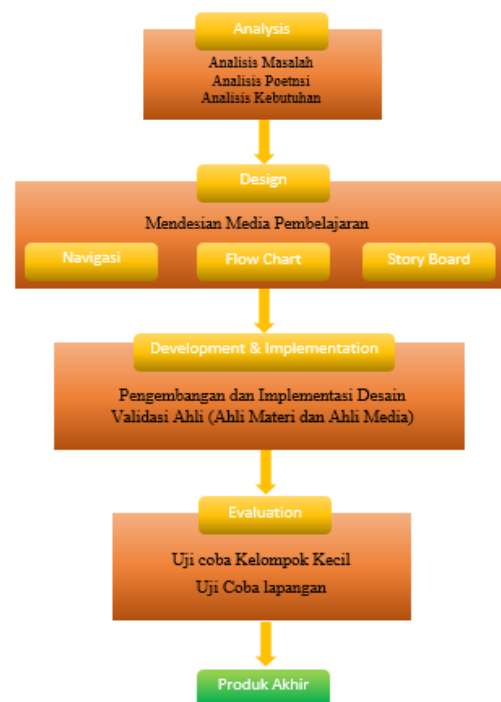 Analysis
Analisis Masalah
Analisis Poetnsi
Analisis Kebutuhan
Design
Mendesian Media Pembelajaran
Navigasi
Flow Chart
Story Board
Development & Implementation
Pengembangan dan Implementasi Desain
Validasi Ahli (Ahli Materi dan Ahli Media)
Evaluation
Uji coba Kelompok Kecil
Uji Coba lapangan
Produk Akhir